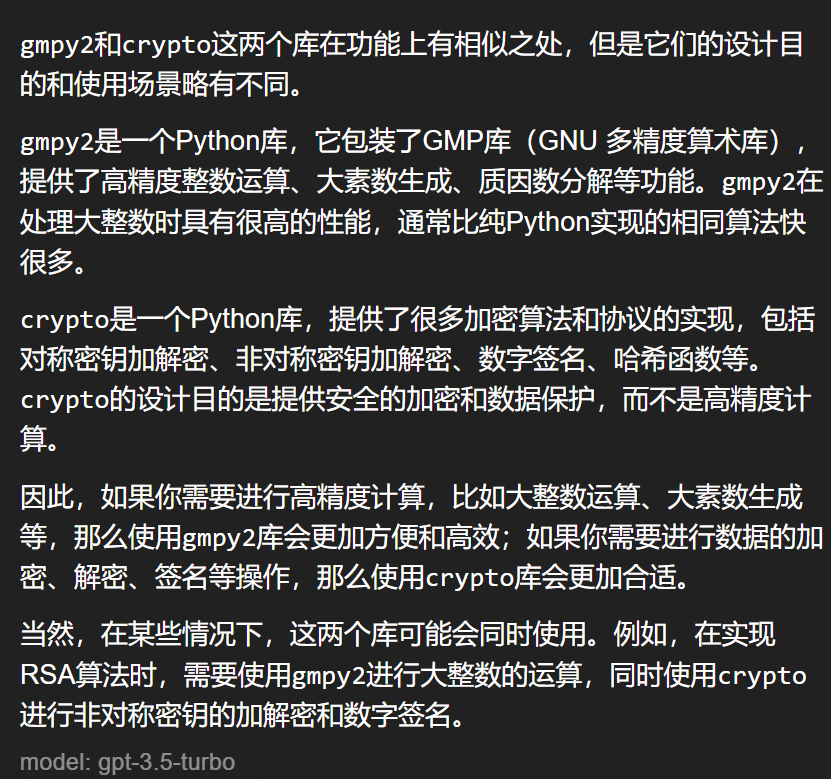 gmpy2和crypto这两个库在功能上有相似之处，但是它们的设计目
的和使用场景略有不同。
gmpy2是一个Python库，它包装了GMP库（GNU 多精度算术库），
提供了高精度整数运算、大素数生成、质因数分解等功能。gmpy2在
处理大整数时具有很高的性能，通常比纯Python实现的相同算法快
很多。
crypto是一个Python库，提供了很多加密算法和协议的实现，包括
对称密钥加解密、非对称密钥加解密、数字签名、哈希函数等。
crypto的设计目的是提供安全的加密和数据保护，而不是高精度计
算。
因此，如果你需要进行高精度计算，比如大整数运算、大素数生成
等，那么使用gmpy2库会更加方便和高效；如果你需要进行数据的加
密、解密、签名等操作，那么使用crypto库会更加合适。
当然，在某些情况下，这两个库可能会同时使用。例如，在实现
RSA算法时，需要使用gmpy2进行大整数的运算，同时使用crypto
进行非对称密钥的加解密和数字签名。
model: gpt-3.5-turbo